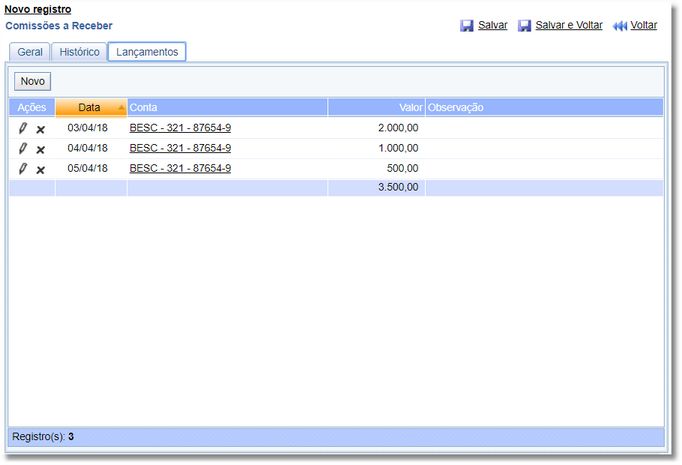 Novo registro
Comissões a Receber Salvar Salvar e Voltar Voltar
Geral Histórico Lançamentos
Novo
Ações Data Conta Valor Observação
03/04/18 BESC - 321 - 87654-9 2.000,00
04/04/18 BESC - 321 - 87654-9 1.000,00
05/04/18 BESC - 321 - 87654-9 500,00
3.500,00
Registro(s): 3